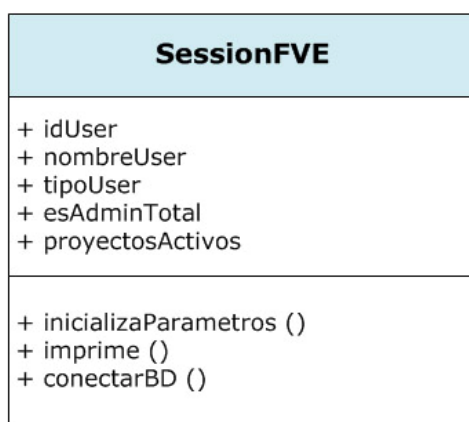 SessionFVE
+ idUser
+ nombreUser
+ tipoUser
+ esAdminTotal
+ proyectosActivos
+ inicializaParametros ()
+ imprime ()
+ conectarBD ()